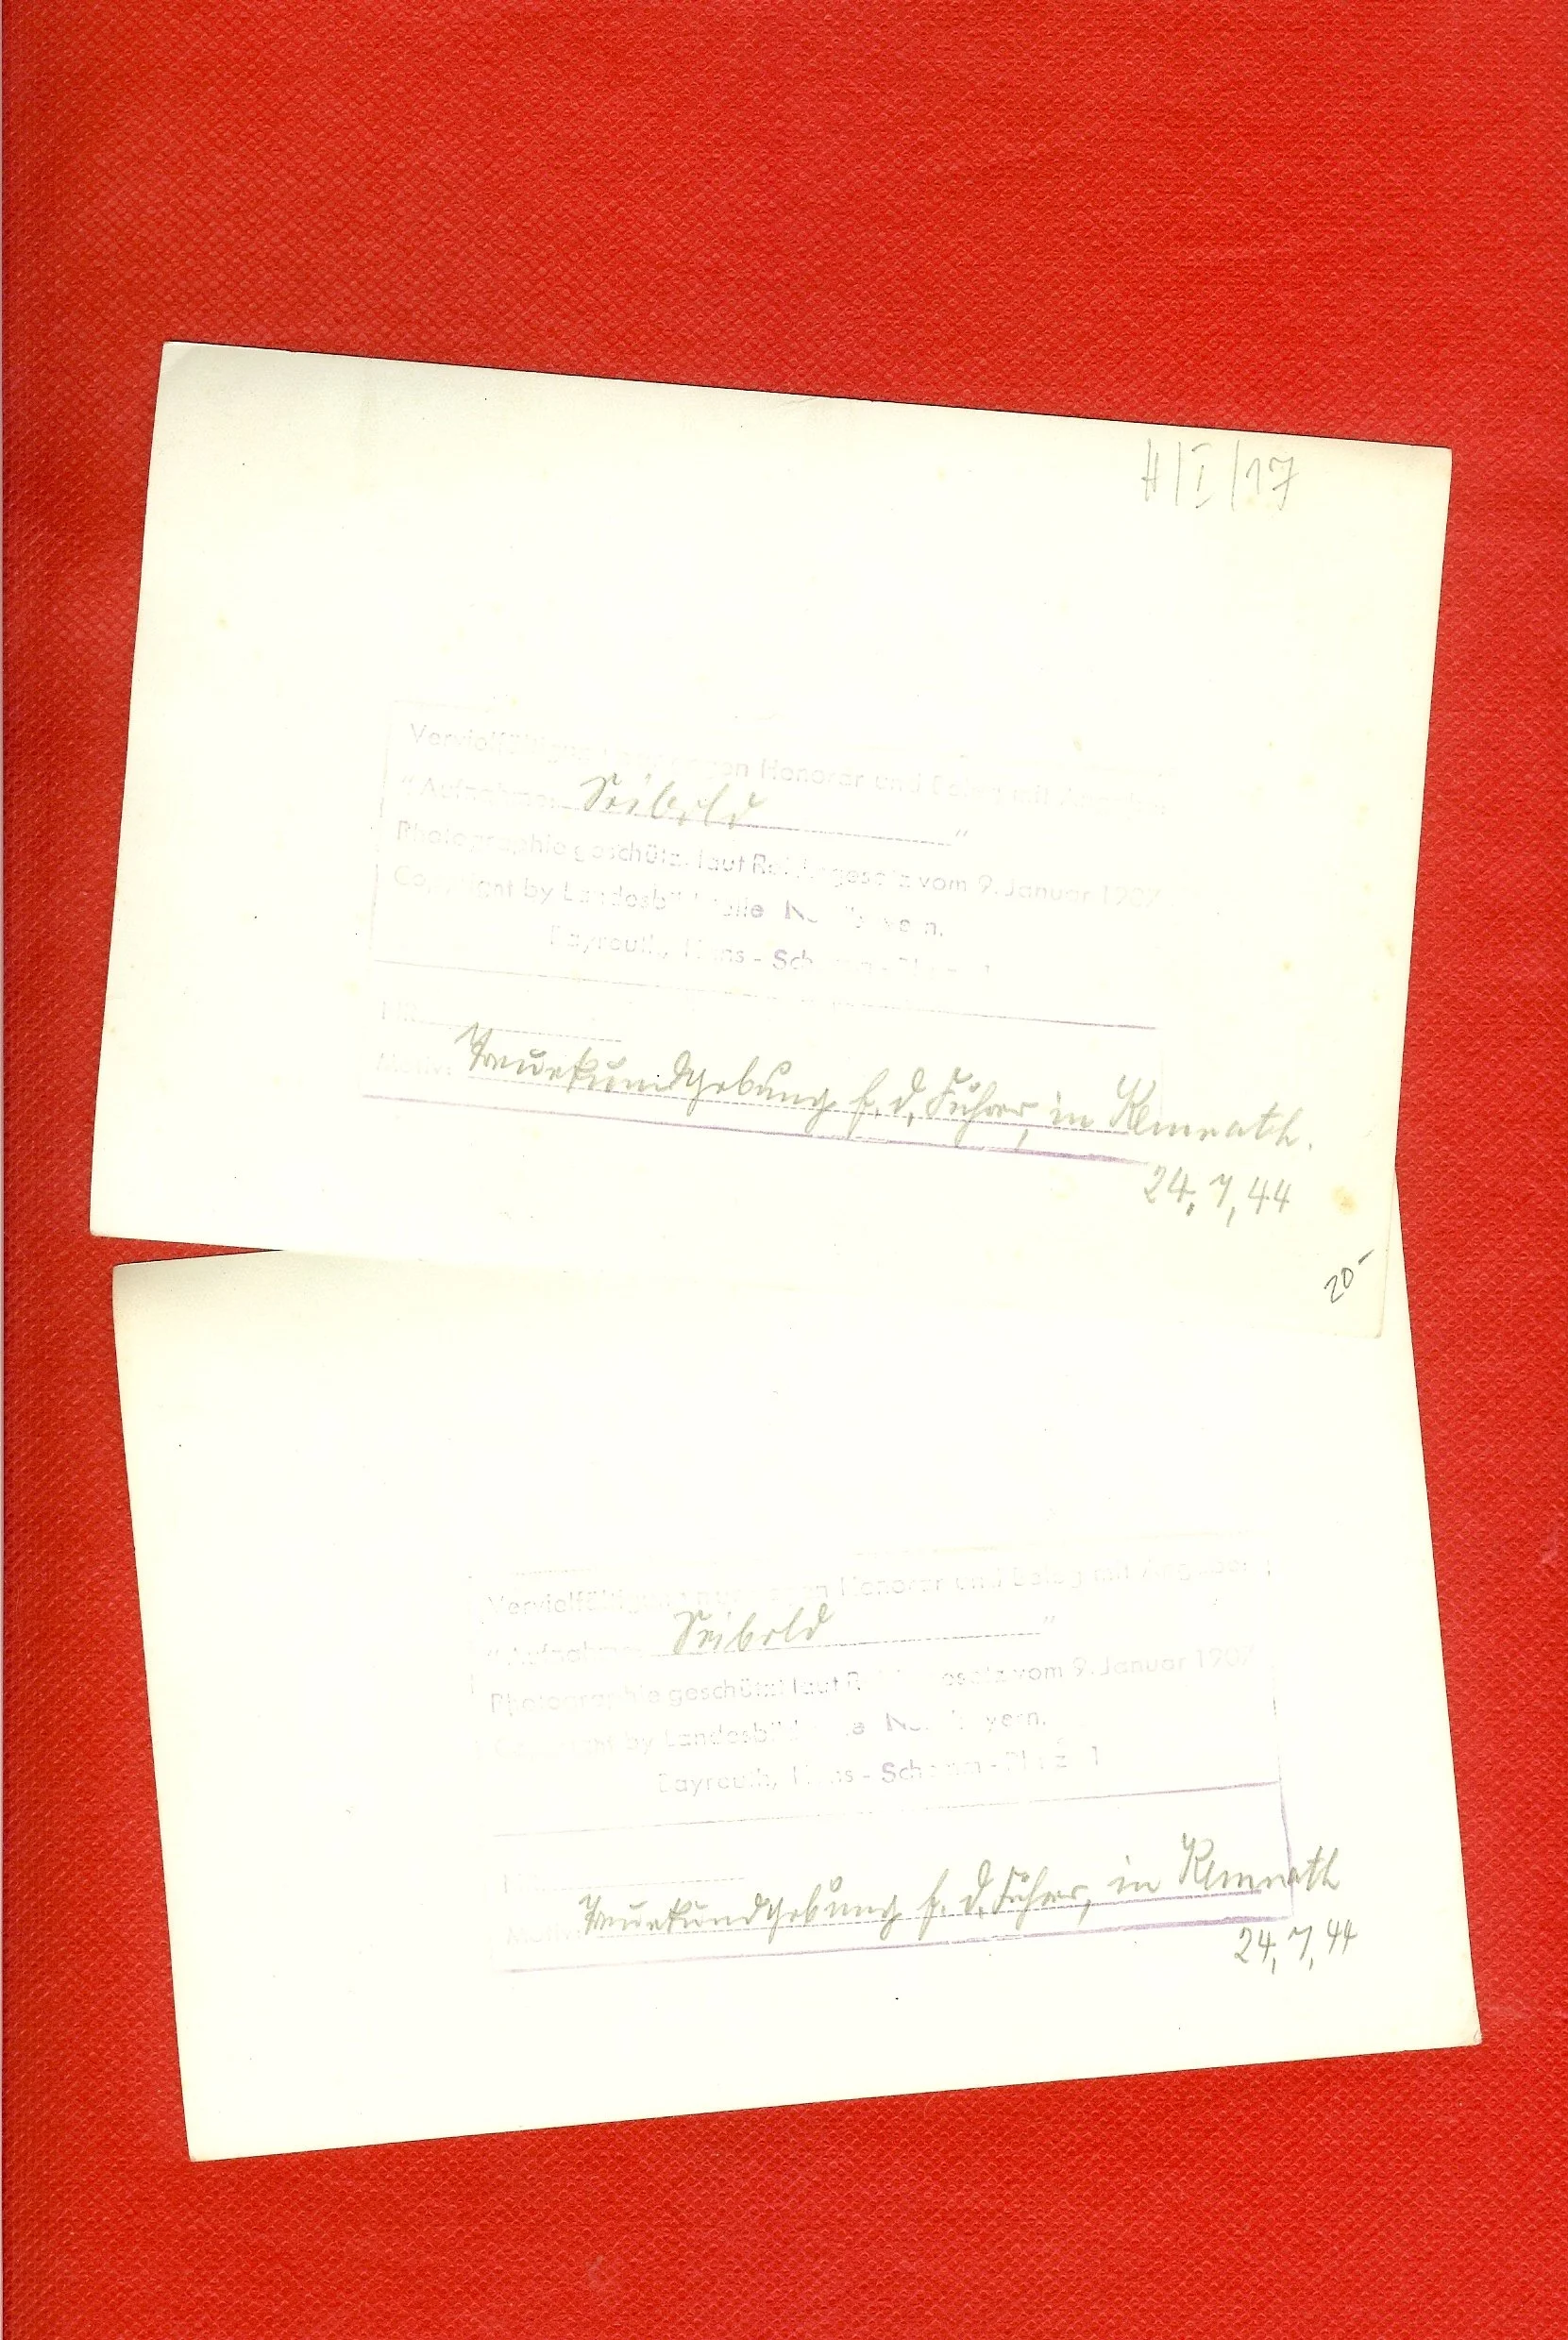 H/I/17
Vervielfältigung nur gegen Honorar und Beleg mit Angabe:
"Aufnahme: Seibold"
Photographie geschützt laut Reichsgesetz vom 9. Januar 1907
Copyright by Landesbildstelle Nordbayern.
Bayreuth, Hans-Schemm-Platz 1
Motiv: Treuekundgebung f. d. Führer, in Kemnath.
24.7.44
20-
Vervielfältigung nur gegen Honorar und Beleg mit Angabe:
"Aufnahme: Seibold"
Photographie geschützt laut Reichsgesetz vom 9. Januar 1907
Copyright by Landesbildstelle Nordbayern.
Bayreuth, Hans-Schemm-Platz 1
Motiv: Treuekundgebung f. d. Führer, in Kemnath
24.7.44